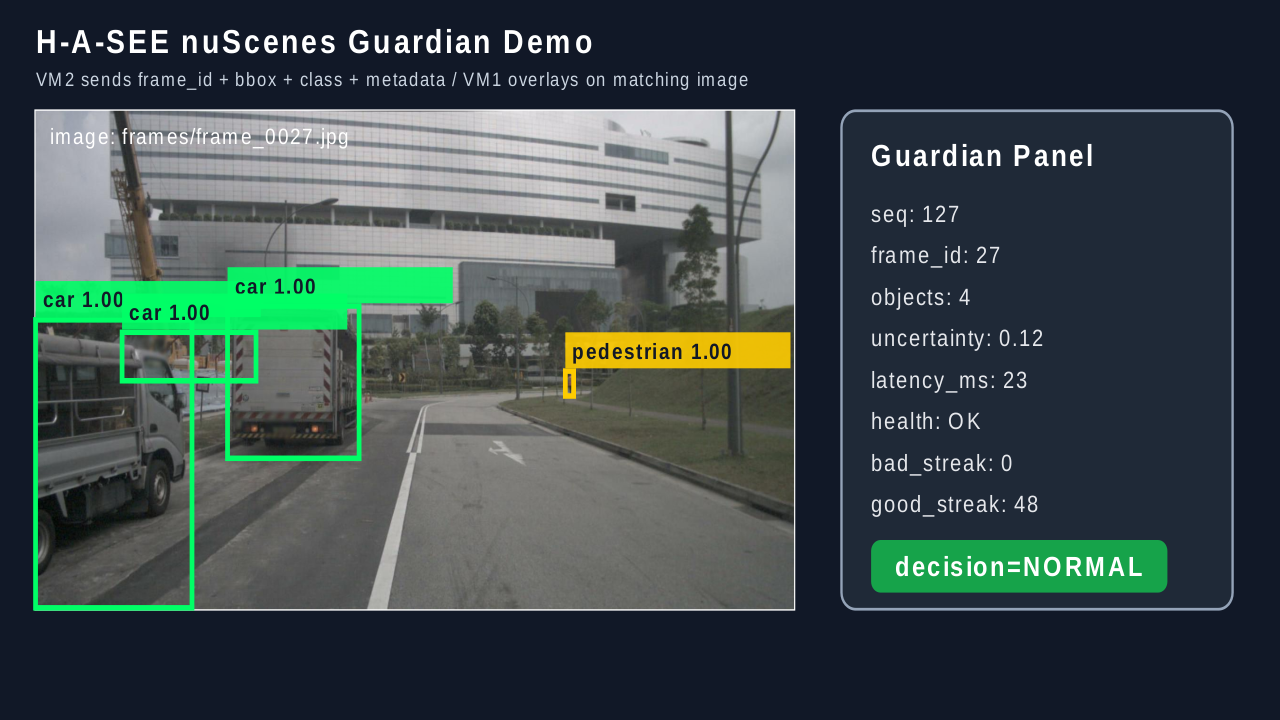 H-A-SEE nuScenes Guardian Demo
VM2 sends frame_id + bbox + class + metadata / VM1 overlays on matching image
image: frames/frame_0027.jpg
car 1.00
car 1.00
car 1.00
pedestrian 1.00
Guardian Panel
seq: 127
frame_id: 27
objects: 4
uncertainty: 0.12
latency_ms: 23
health: OK
bad_streak: 0
good_streak: 48
decision=NORMAL